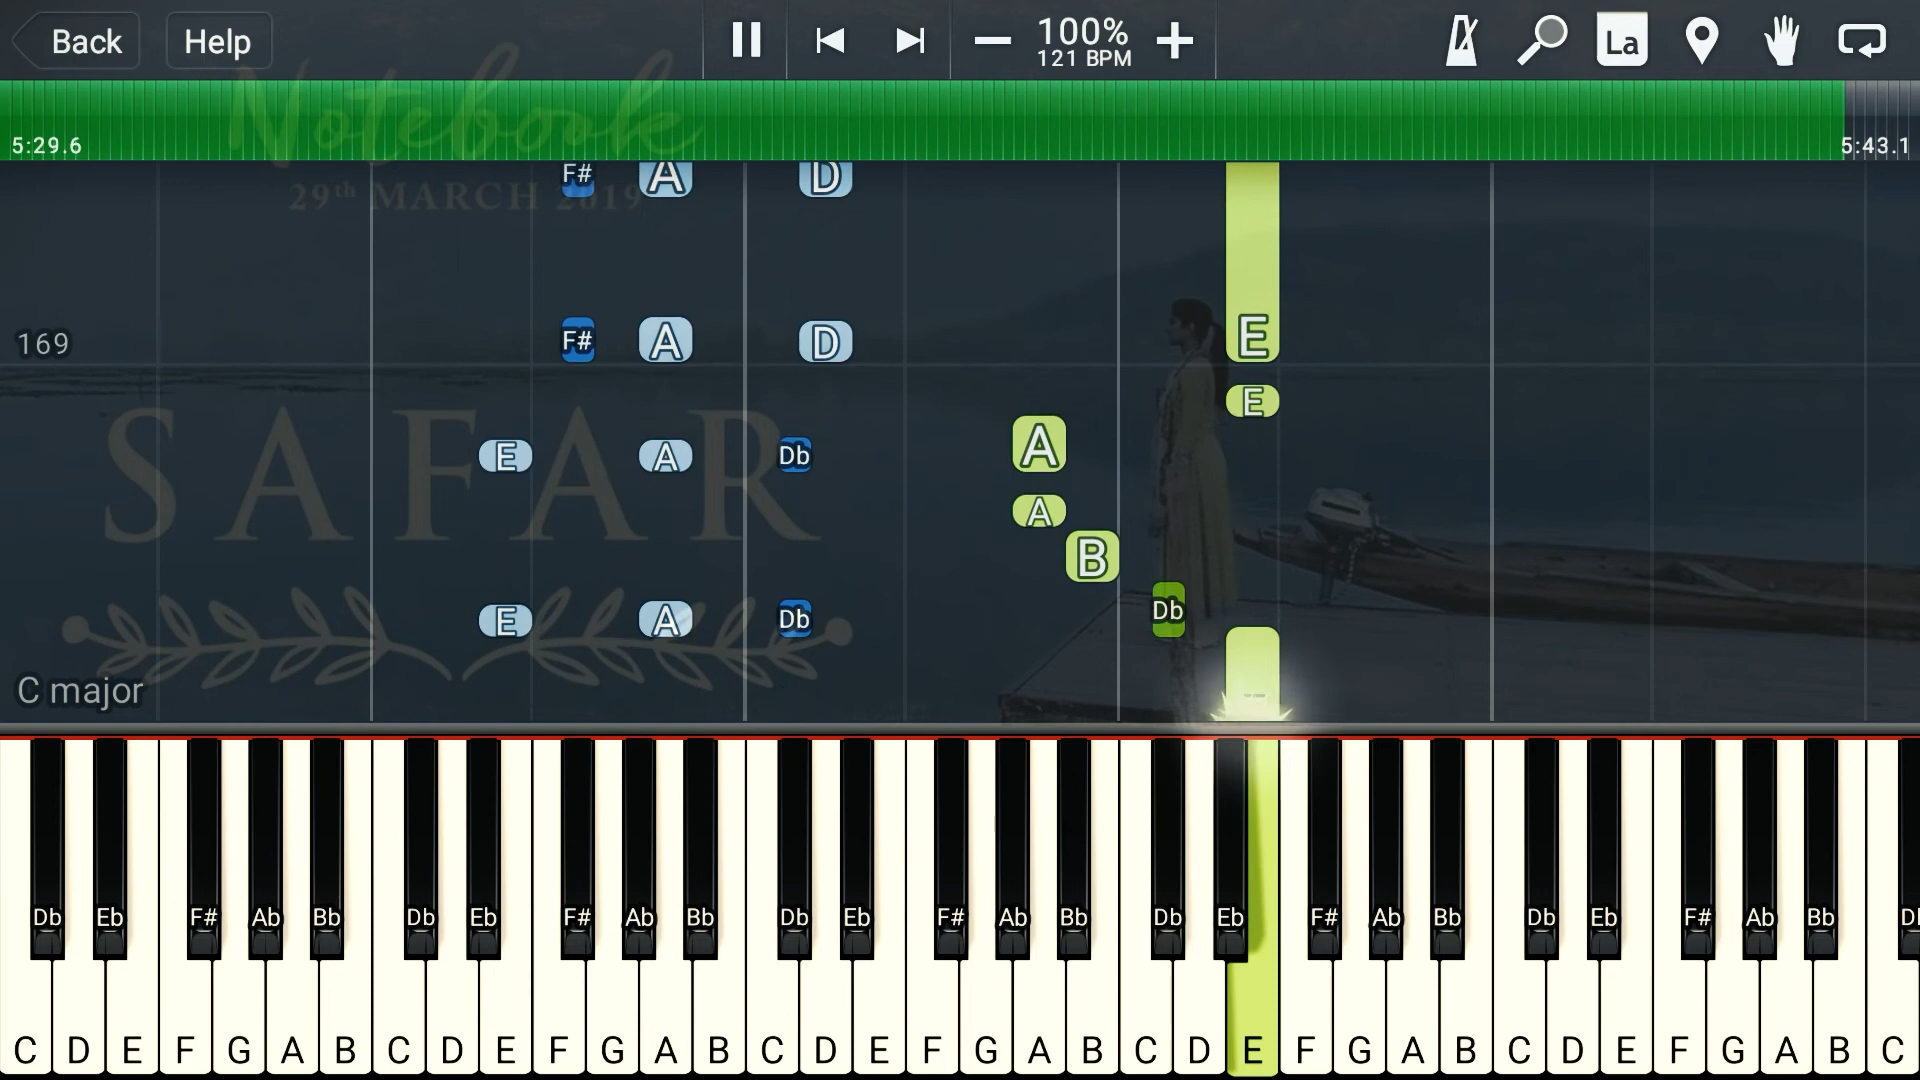 Back Help 100% La
121 BPM
Notebook
5:29.6 5:43.1
F# A D
29th MARCH 2019
169 F# A D E
E
SAFAR
E A Db A
A
B
E A Db Db
C major
Db Eb F# Ab Bb Db Eb F# Ab Bb Db Eb F# Ab Bb Db Eb F# Ab Bb Db Eb F# Ab Bb
C D E F G A B C D E F G A B C D E F G A B C D E F G A B C D E F G A B C